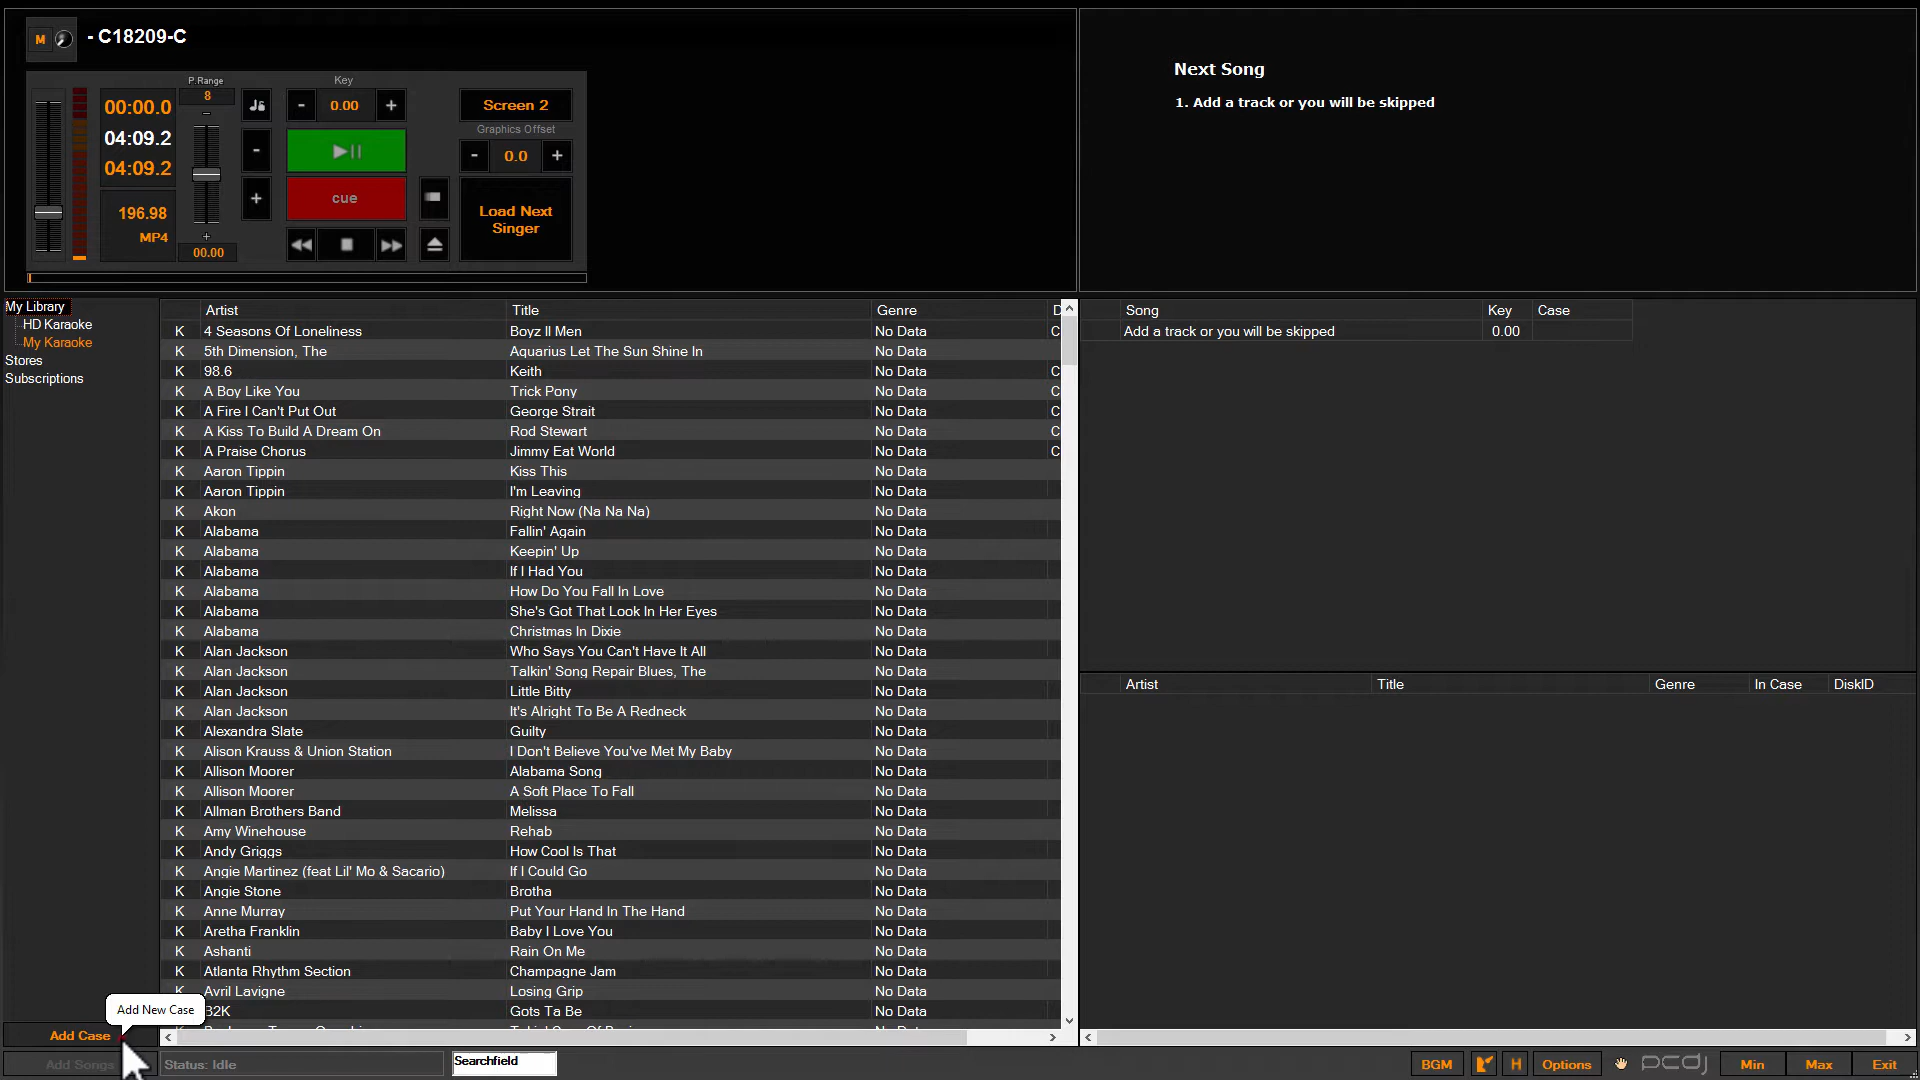 M - C18209-C
P.Range
8
Key
00:00.0
04:09.2
04:09.2
196.98
MP4
00.00
- 0.00 +
-
+
cue
Screen 2
Graphics Offset
- 0.0 +
Load Next
Singer
Next Song
1. Add a track or you will be skipped
My Library
HD Karaoke
My Karaoke
Stores
Subscriptions
Artist Title Genre D
K 4 Seasons Of Loneliness Boyz II Men No Data C
K 5th Dimension, The Aquarius Let The Sun Shine In No Data
K 98.6 Keith No Data C
K A Boy Like You Trick Pony No Data C
K A Fire I Can't Put Out George Strait No Data C
K A Kiss To Build A Dream On Rod Stewart No Data C
K A Praise Chorus Jimmy Eat World No Data C
K Aaron Tippin Kiss This No Data
K Aaron Tippin I'm Leaving No Data
K Akon Right Now (Na Na Na) No Data
K Alabama Fallin' Again No Data
K Alabama Keepin' Up No Data
K Alabama If I Had You No Data
K Alabama How Do You Fall In Love No Data
K Alabama She's Got That Look In Her Eyes No Data
K Alabama Christmas In Dixie No Data
K Alan Jackson Who Says You Can't Have It All No Data
K Alan Jackson Talkin' Song Repair Blues, The No Data
K Alan Jackson Little Bitty No Data
K Alan Jackson It's Alright To Be A Redneck No Data
K Alexandra Slate Guilty No Data
K Alison Krauss & Union Station I Don't Believe You've Met My Baby No Data
K Allison Moorer Alabama Song No Data
K Allison Moorer A Soft Place To Fall No Data
K Allman Brothers Band Melissa No Data
K Amy Winehouse Rehab No Data
K Andy Griggs How Cool Is That No Data
K Angie Martinez (feat Lil' Mo & Sacario) If I Could Go No Data
K Angie Stone Brotha No Data
K Anne Murray Put Your Hand In The Hand No Data
K Aretha Franklin Baby I Love You No Data
K Ashanti Rain On Me No Data
K Atlanta Rhythm Section Champagne Jam No Data
K Avril Lavigne Losing Grip No Data
B2K Gots Ta Be No Data
Song Key Case
Add a track or you will be skipped 0.00
Artist Title Genre In Case DiskID
Add New Case
Add Case
Add Songs
Status: Idle
Searchfield
BGM H Options pcdj Min Max Exit